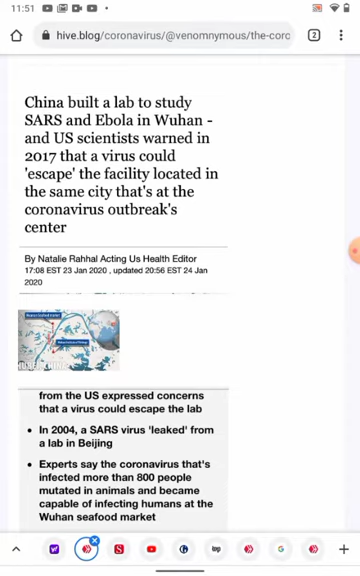 11:51
hive.blog/coronavirus/@venomnymous/the-corc
2
China built a lab to study
SARS and Ebola in Wuhan -
and US scientists warned in
2017 that a virus could
'escape' the facility located in
the same city that's at the
coronavirus outbreak's
center
By Natalie Rahhal Acting Us Health Editor
17:08 EST 23 Jan 2020 , updated 20:56 EST 24 Jan
2020
from the US expressed concerns
that a virus could escape the lab
• In 2004, a SARS virus 'leaked' from
a lab in Beijing
• Experts say the coronavirus that's
infected more than 800 people
mutated in animals and became
capable of infecting humans at the
Wuhan seafood market